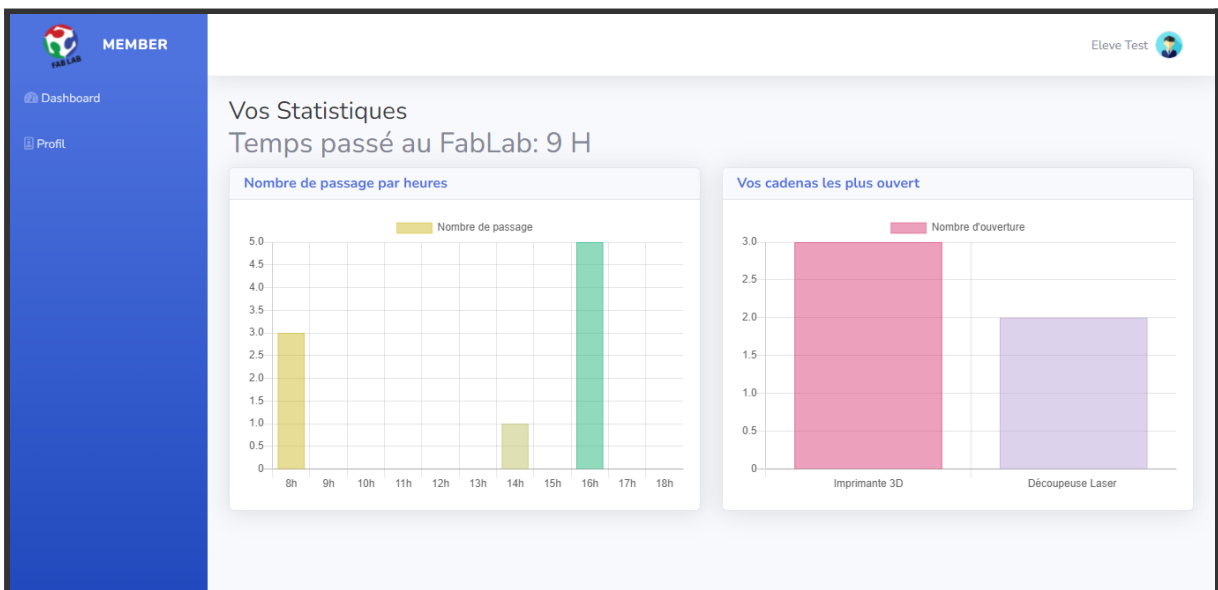 FAB LAB
MEMBER
Eleve Test
Dashboard
Profil
Vos Statistiques
Temps passé au FabLab: 9 H
Nombre de passage par heures
Nombre de passage
5.0
4.5
4.0
3.5
3.0
2.5
2.0
1.5
1.0
0.5
0
8h 9h 10h 11h 12h 13h 14h 15h 16h 17h 18h
Vos cadenas les plus ouvert
Nombre d'ouverture
3.0
2.5
2.0
1.5
1.0
0.5
0
Imprimante 3D Découpeuse Laser